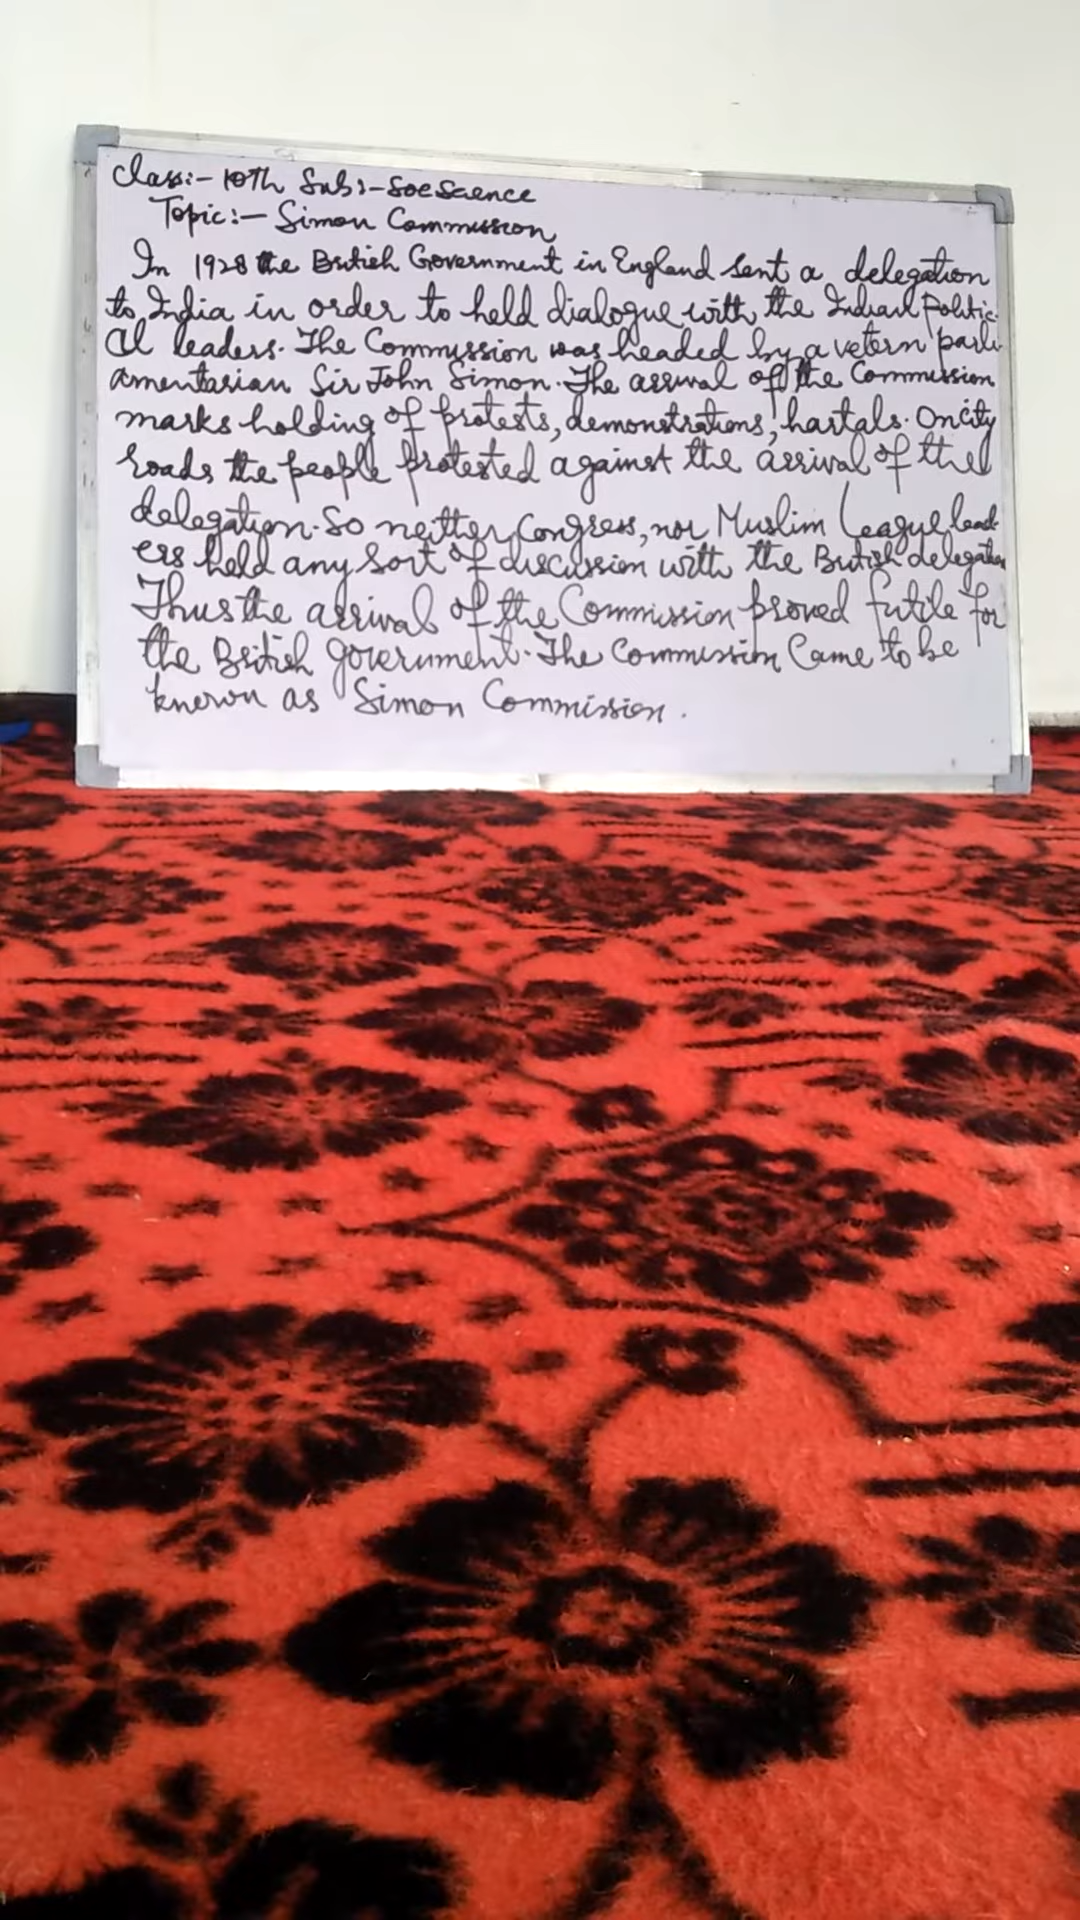 Class:- 10th Sub:- Soc Science
Topic:- Simon Commission
In 1928 the British Government in England sent a delegation
to India in order to held dialogue with the Indian Politic-
al leaders. The Commission was headed by a vetern parli-
amentarian Sir John Simon. The arrival of the Commission
marks holding of protests, demonstrations, hartals. On city
roads the people protested against the arrival of the
delegation. So neither Congress, nor Muslim League lead-
ers held any sort of discussion with the British delegation
Thus the arrival of the Commission proved futile for
the British government. The Commission Came to be
known as Simon Commission.